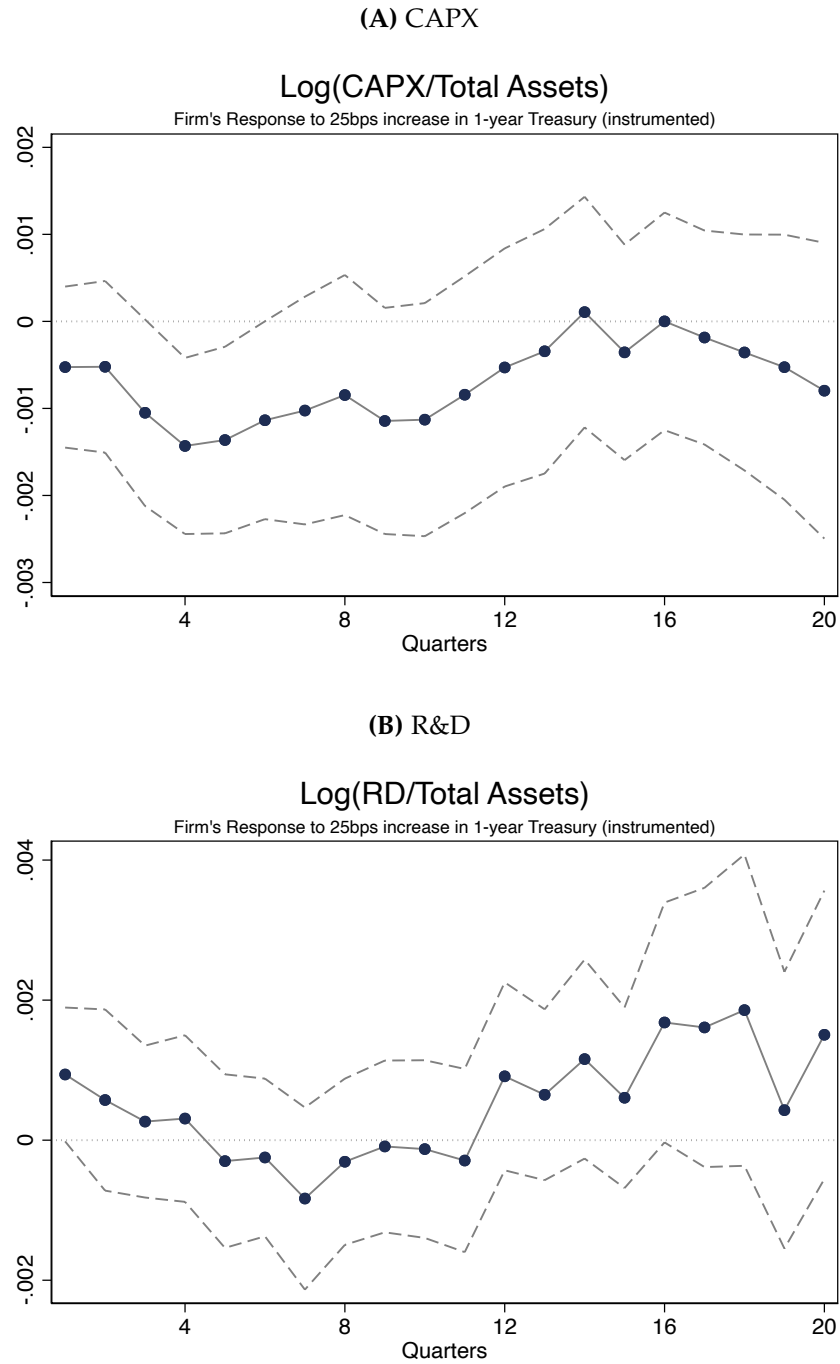 (A) CAPX
Log(CAPX/Total Assets)
Firm's Response to 25bps increase in 1-year Treasury (instrumented)
.002
.001
0
-.001
-.002
-.003
4 8 12 16 20
Quarters
(B) R&D
Log(RD/Total Assets)
Firm's Response to 25bps increase in 1-year Treasury (instrumented)
.004
.002
0
-.002
4 8 12 16 20
Quarters